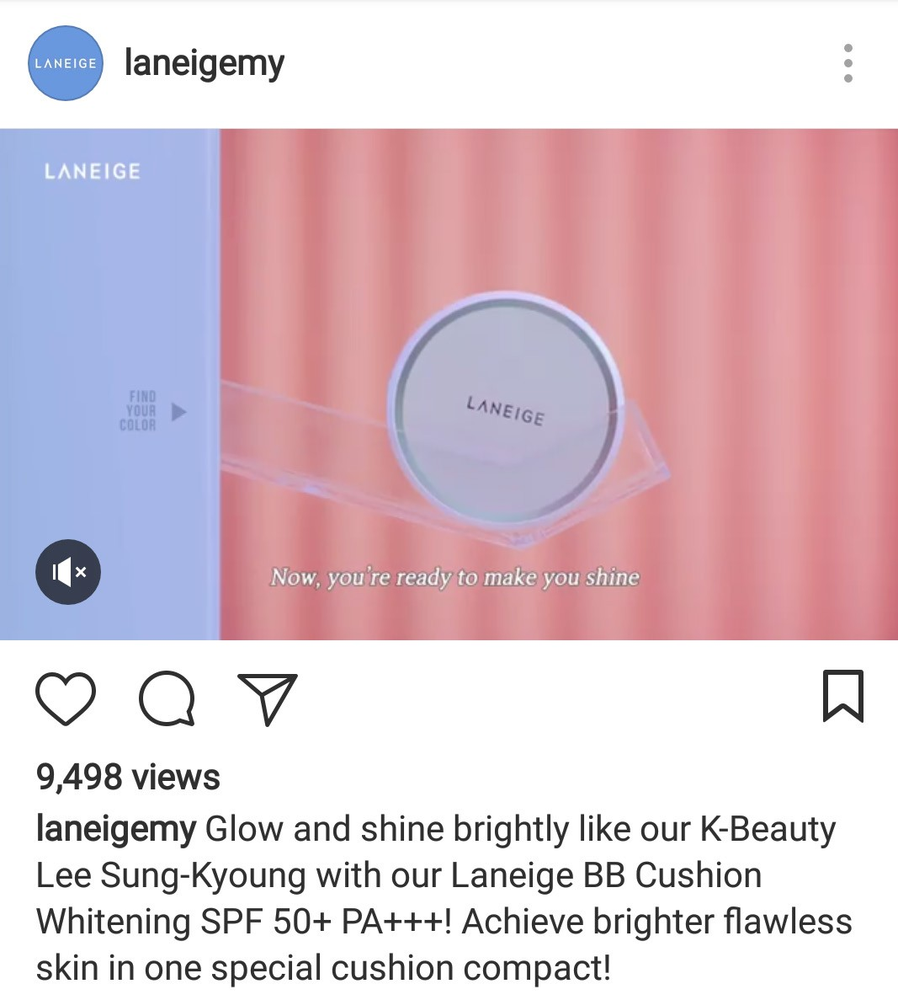 LANEIGE
laneigemy
LANEIGE
FIND
YOUR
COLOR
LANEIGE
Now, you're ready to make you shine
9,498 views
laneigemy Glow and shine brightly like our K-Beauty
Lee Sung-Kyoung with our Laneige BB Cushion
Whitening SPF 50+ PA+++! Achieve brighter flawless
skin in one special cushion compact!